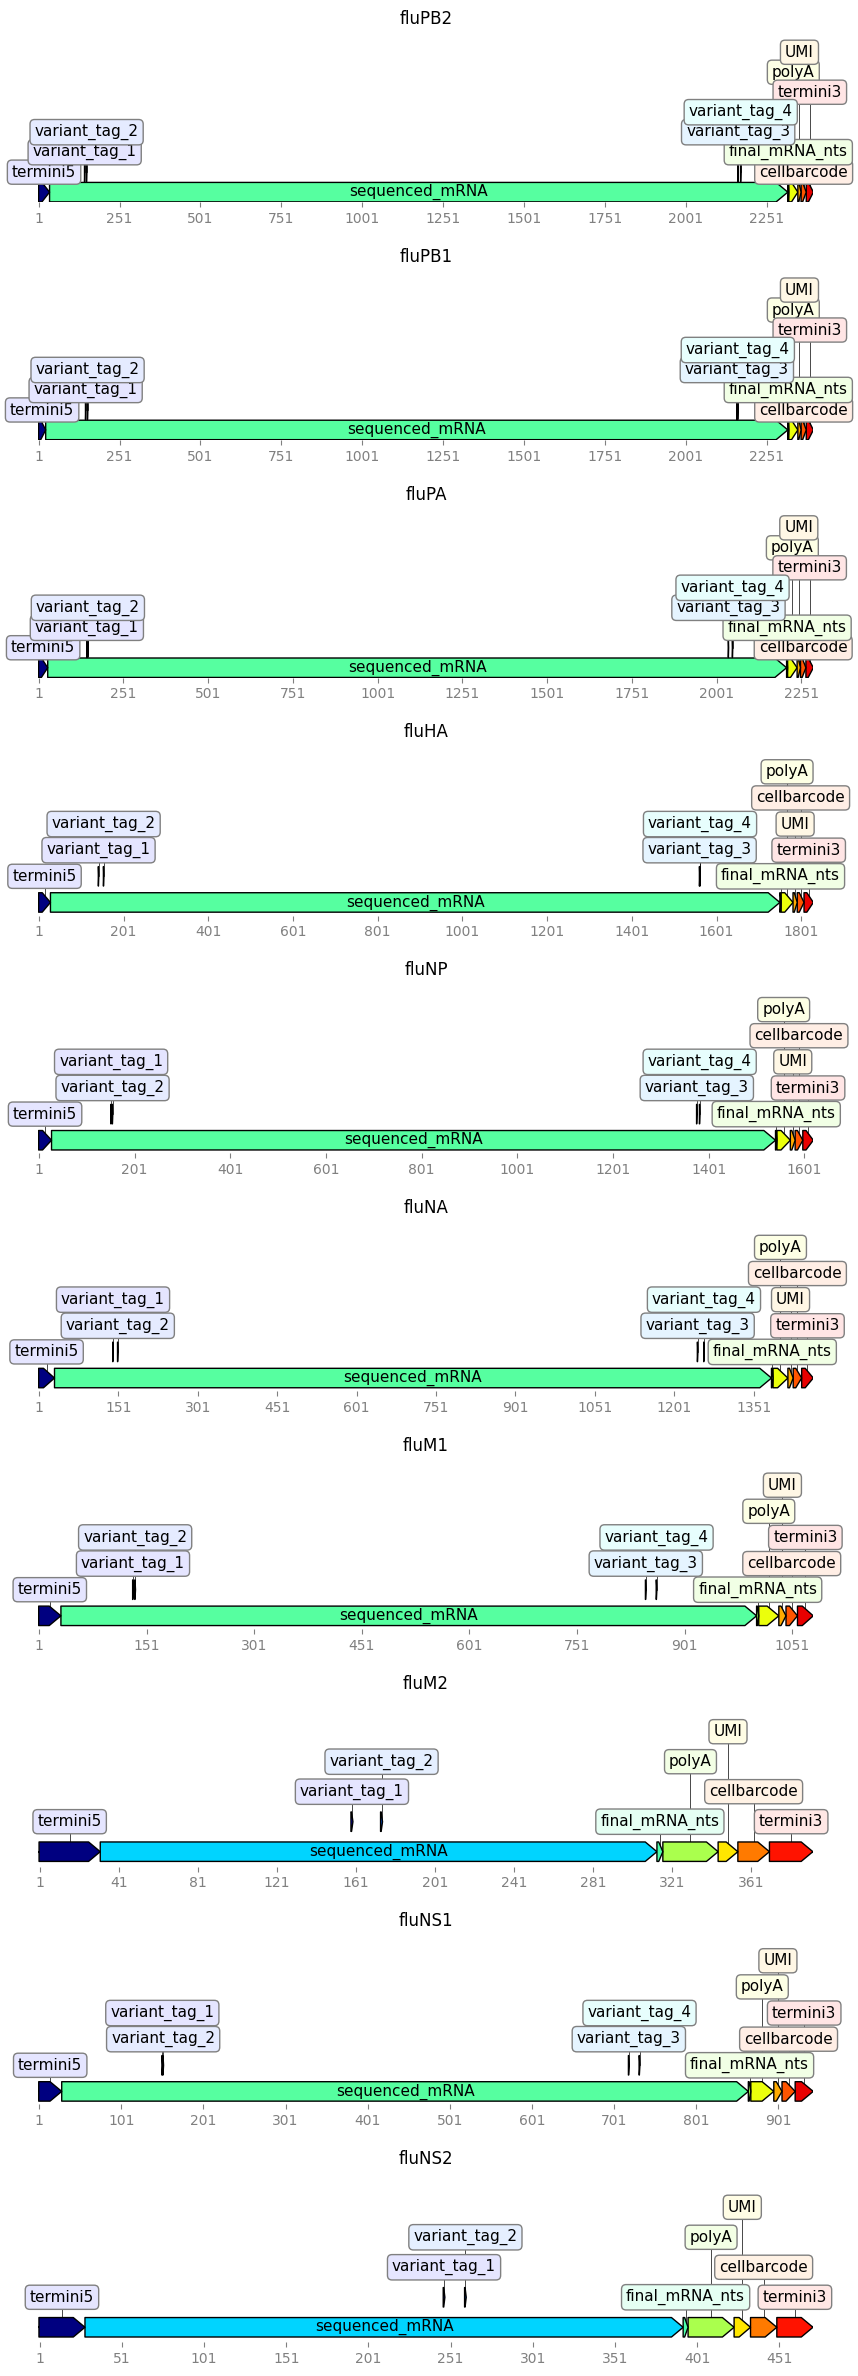 fluPB2
UMI
polyA
termini3
variant_tag_4
variant_tag_2 variant_tag_3
variant_tag_1 final_mRNA_nts
termini5 cellbarcode
sequenced_mRNA
1 251 501 751 1001 1251 1501 1751 2001 2251
fluPB1
UMI
polyA
termini3
variant_tag_4
variant_tag_2 variant_tag_3
variant_tag_1 final_mRNA_nts
termini5 cellbarcode
sequenced_mRNA
1 251 501 751 1001 1251 1501 1751 2001 2251
fluPA
UMI
polyA
termini3
variant_tag_4
variant_tag_2 variant_tag_3
variant_tag_1 final_mRNA_nts
termini5 cellbarcode
sequenced_mRNA
1 251 501 751 1001 1251 1501 1751 2001 2251
fluHA
polyA
cellbarcode
variant_tag_2 variant_tag_4 UMI
variant_tag_1 variant_tag_3 termini3
termini5 final_mRNA_nts
sequenced_mRNA
1 201 401 601 801 1001 1201 1401 1601 1801
fluNP
polyA
cellbarcode
variant_tag_1 variant_tag_4 UMI
variant_tag_2 variant_tag_3 termini3
termini5 final_mRNA_nts
sequenced_mRNA
1 201 401 601 801 1001 1201 1401 1601
fluNA
polyA
cellbarcode
variant_tag_1 variant_tag_4 UMI
variant_tag_2 variant_tag_3 termini3
termini5 final_mRNA_nts
sequenced_mRNA
1 151 301 451 601 751 901 1051 1201 1351
fluM1
UMI
polyA
variant_tag_2 variant_tag_4 termini3
variant_tag_1 variant_tag_3 cellbarcode
termini5 final_mRNA_nts
sequenced_mRNA
1 151 301 451 601 751 901 1051
fluM2
UMI
variant_tag_2 polyA
variant_tag_1 cellbarcode
termini5 final_mRNA_nts termini3
sequenced_mRNA
1 41 81 121 161 201 241 281 321 361
fluNS1
UMI
polyA
variant_tag_1 variant_tag_4 termini3
variant_tag_2 variant_tag_3 cellbarcode
termini5 final_mRNA_nts
sequenced_mRNA
1 101 201 301 401 501 601 701 801 901
fluNS2
UMI
variant_tag_2 polyA
variant_tag_1 cellbarcode
termini5 final_mRNA_nts termini3
sequenced_mRNA
1 51 101 151 201 251 301 351 401 451